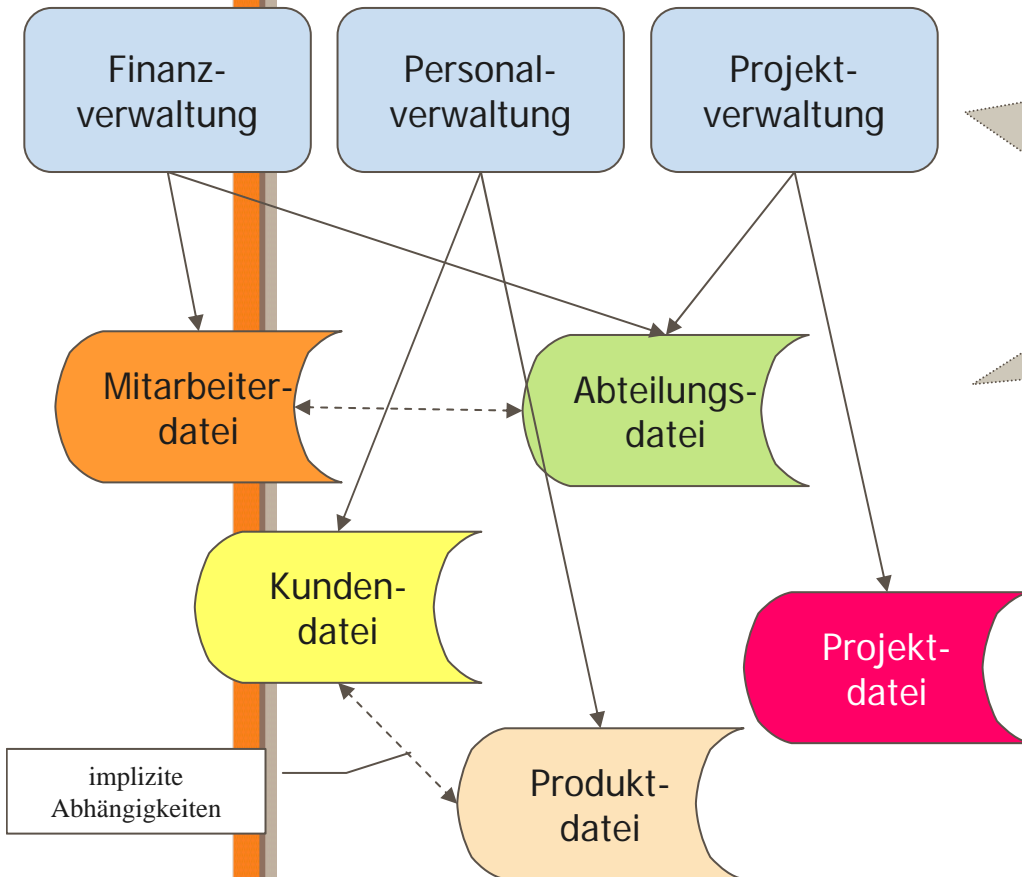 Finanz-
verwaltung
Personal-
verwaltung
Projekt-
verwaltung
Mitarbeiter-
datei
Abteilungs-
datei
Kunden-
datei
Projekt-
datei
implizite
Abhängigkeiten
Produkt-
datei